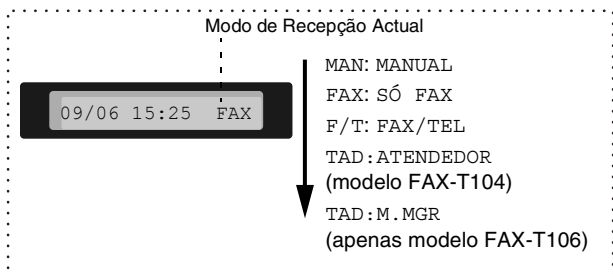 Modo de Recepção Actual
09/06 15:25 FAX
MAN: MANUAL
FAX: SÓ FAX
F/T: FAX/TEL
TAD:ATENDEDOR
(modelo FAX-T104)
TAD:M.MGR
(apenas modelo FAX-T106)